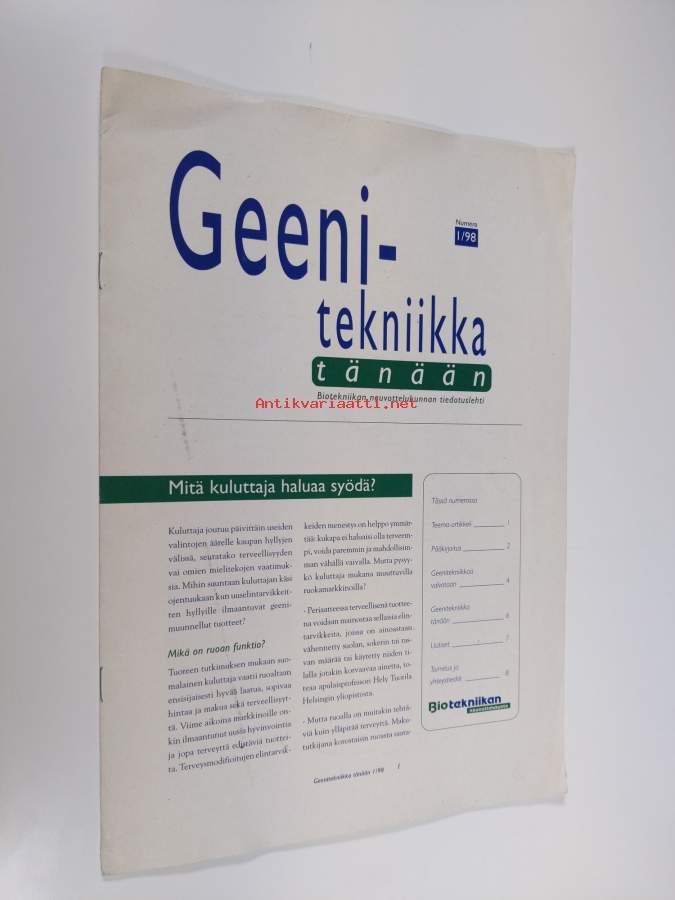 Geeni-
Numero
1/98
tekniikka
tänään
Biotekniikan neuvottelukunnan tiedotuslehti
Antikvariaatti.net
Mitä kuluttaja haluaa syödä?
Kuluttaja joutuu päivittäin useiden
valintojen äärelle kaupan hyllyjen
välissä, seuratako terveellisyyden
vai omien mielitekojen vaatimuk-
sia. Mihin suuntaan kuluttajan käsi
ojentuukaan kun uuselintarvikkeit-
ten hyllyille ilmaantuvat geeni-
muunnellut tuotteet?
Mikä on ruoan funktio?
Tuoreen tutkimuksen mukaan suo-
malainen kuluttaja vaatii ruoaltaan
ensisijaisesti hyvää laatua, sopivaa
hintaa ja makua sekä terveellisyyt-
tä. Viime aikoina markkinoille on-
kin ilmaantunut uusia hyvinvointia
ja jopa terveyttä edistäviä tuottei-
ta. Terveysmodifioitujen elintarvik-
keiden menestys on helppo ymmär-
tää: kukapa ei haluaisi olla terveem-
pi, voida paremmin ja mahdollisim-
man vähällä vaivalla. Mutta pysyy-
kö kuluttaja mukana muuttuvilla
ruokamarkkinoilla?
- Periaatteessa terveellisenä tuottee-
na voidaan mainostaa sellaisia elin-
tarvikkeita, joissa on ainoastaan
vähennetty suolan, sokerin tai ras-
van määrää tai käytetty niiden ti-
lalla jotakin korvaavaa ainetta, to-
teaa apulaisprofessori Hely Tuorila
Helsingin yliopistosta.
- Mutta ruoalla on muitakin tehtä-
viä kuin ylläpitää terveyttä. Maku-
tutkijana korostaisin ruoasta saata-
Tässä numerossa
Teema-artikkeli 1
Pääkirjoitus 2
Geenitekniikkaa
valvotaan 4
Geenitekniikka
tänään 6
Uutiset 7
Toimitus ja
yhteystiedot 8
Biotekniikan
neuvottelukunta
Geenitekniikka tänään 1/98 1